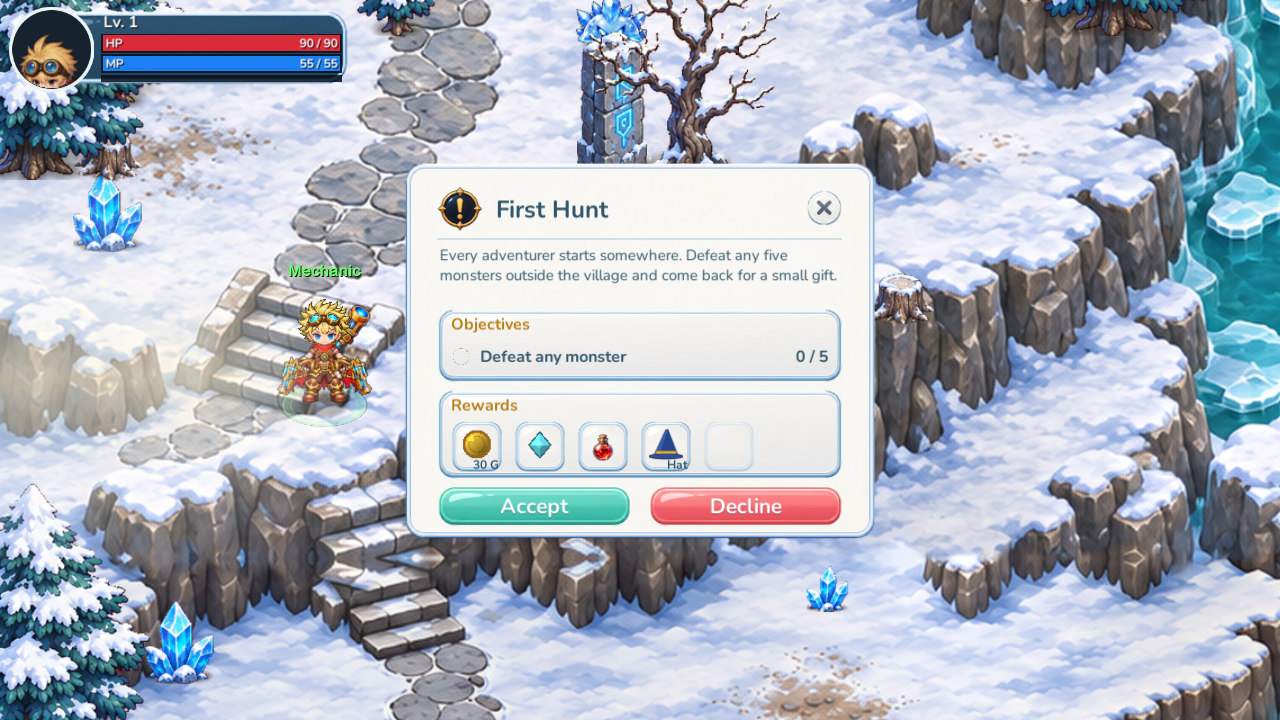 Lv. 1
HP 90 / 90
MP 55 / 55
First Hunt
Every adventurer starts somewhere. Defeat any five
monsters outside the village and come back for a small gift.
Mechanic
Objectives
Defeat any monster 0 / 5
Rewards
30 G
Hat
Accept
Decline